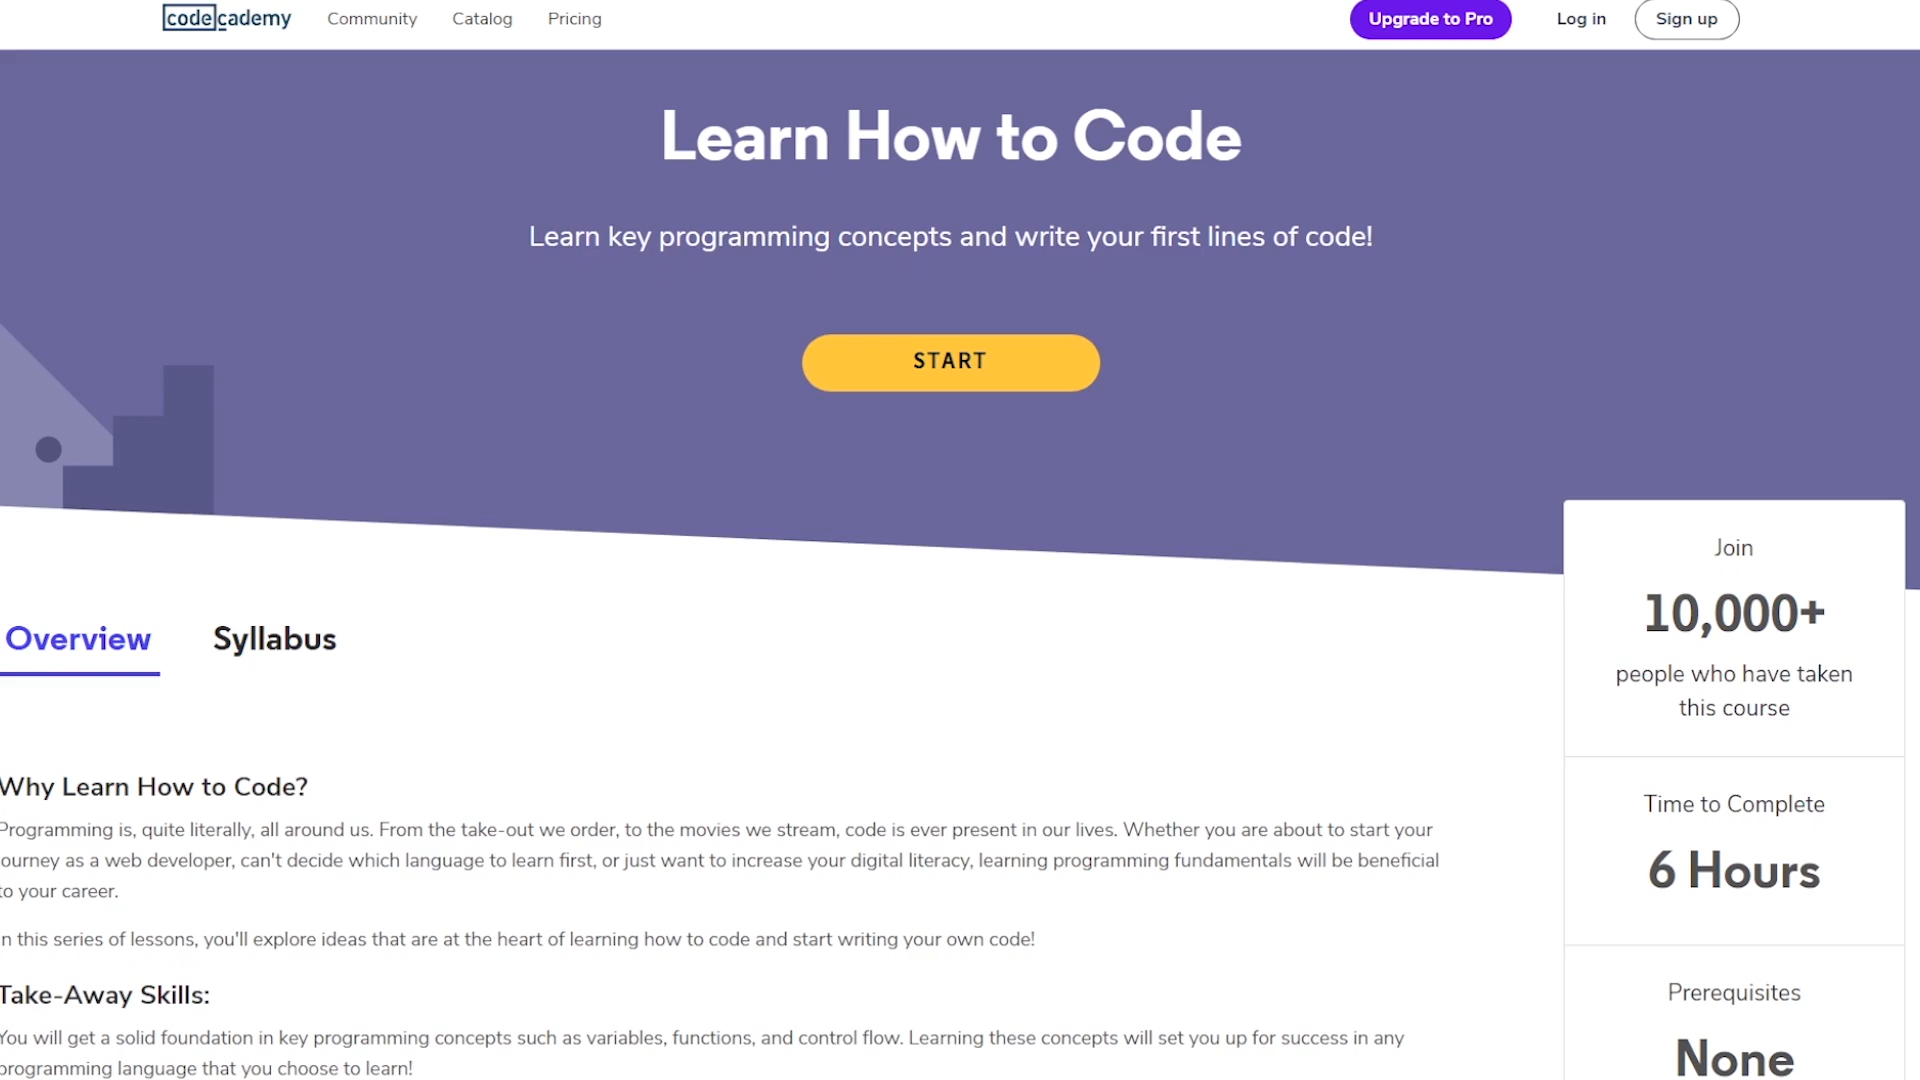 codecademy
Community
Catalog
Pricing
Upgrade to Pro
Log in
Sign up
Learn How to Code
Learn key programming concepts and write your first lines of code!
START
Join
10,000+
people who have taken
this course
Time to Complete
6 Hours
Prerequisites
None
Overview
Syllabus
Why Learn How to Code?
Programming is, quite literally, all around us. From the take-out we order, to the movies we stream, code is ever present in our lives. Whether you are about to start your
ourney as a web developer, can't decide which language to learn first, or just want to increase your digital literacy, learning programming fundamentals will be beneficial
to your career.
n this series of lessons, you'll explore ideas that are at the heart of learning how to code and start writing your own code!
Take-Away Skills:
You will get a solid foundation in key programming concepts such as variables, functions, and control flow. Learning these concepts will set you up for success in any
programming language that you choose to learn!